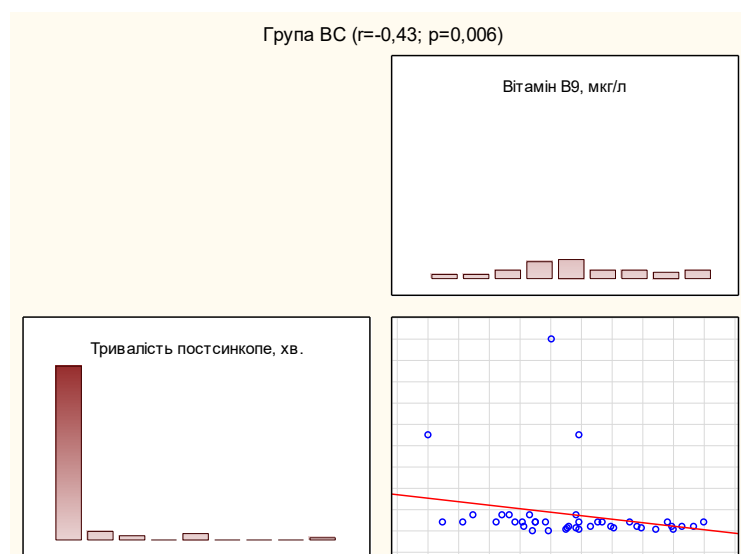 Група ВС (r=-0,43; p=0,006)
Вітамін В9, мкг/л
Тривалість постсинкопе, хв.